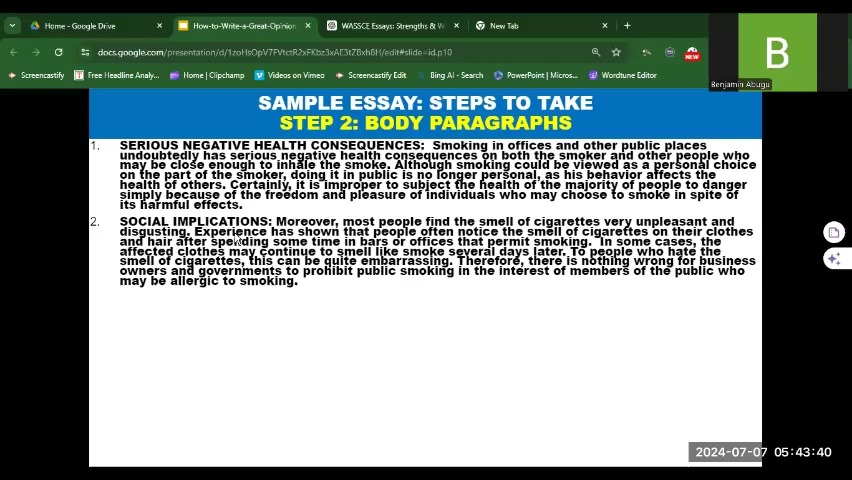 Home - Google Drive
How-to-Write-a-Great-Opinion
WASSCE Essays: Strengths & W
New Tab
docs.google.com/presentation/d/1zoHsOpV7FVtctR2xFKbz3xAE3tZBxh8H/edit#slide=id.p10
NEW
Screencastify
Free Headline Analy...
Home | Clipchamp
Videos on Vimeo
Screencastify Edit
Bing AI - Search
PowerPoint | Micros...
Wordtune Editor
B
Benjamin Abugu
SAMPLE ESSAY: STEPS TO TAKE
STEP 2: BODY PARAGRAPHS
1. SERIOUS NEGATIVE HEALTH CONSEQUENCES: Smoking in offices and other public places
undoubtedly has serious negative health consequences on both the smoker and other people who
may be close enough to inhale the smoke. Although smoking could be viewed as a personal choice
on the part of the smoker, doing it in public is no longer personal, as his behavior affects the
health of others. Certainly, it is improper to subject the health of the majority of people to danger
simply because of the freedom and pleasure of individuals who may choose to smoke in spite of
its harmful effects.
2. SOCIAL IMPLICATIONS: Moreover, most people find the smell of cigarettes very unpleasant and
disgusting. Experience has shown that people often notice the smell of cigarettes on their clothes
and hair after spending some time in bars or offices that permit smoking. In some cases, the
affected clothes may continue to smell like smoke several days later. To people who hate the
smell of cigarettes, this can be quite embarrassing. Therefore, there is nothing wrong for business
owners and governments to prohibit public smoking in the interest of members of the public who
may be allergic to smoking.
2024-07-07 05:43:40